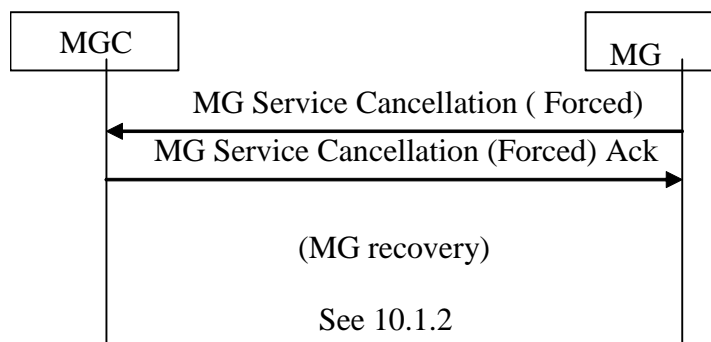 MGC
MG
MG Service Cancellation ( Forced)
MG Service Cancellation (Forced) Ack
(MG recovery)
See 10.1.2